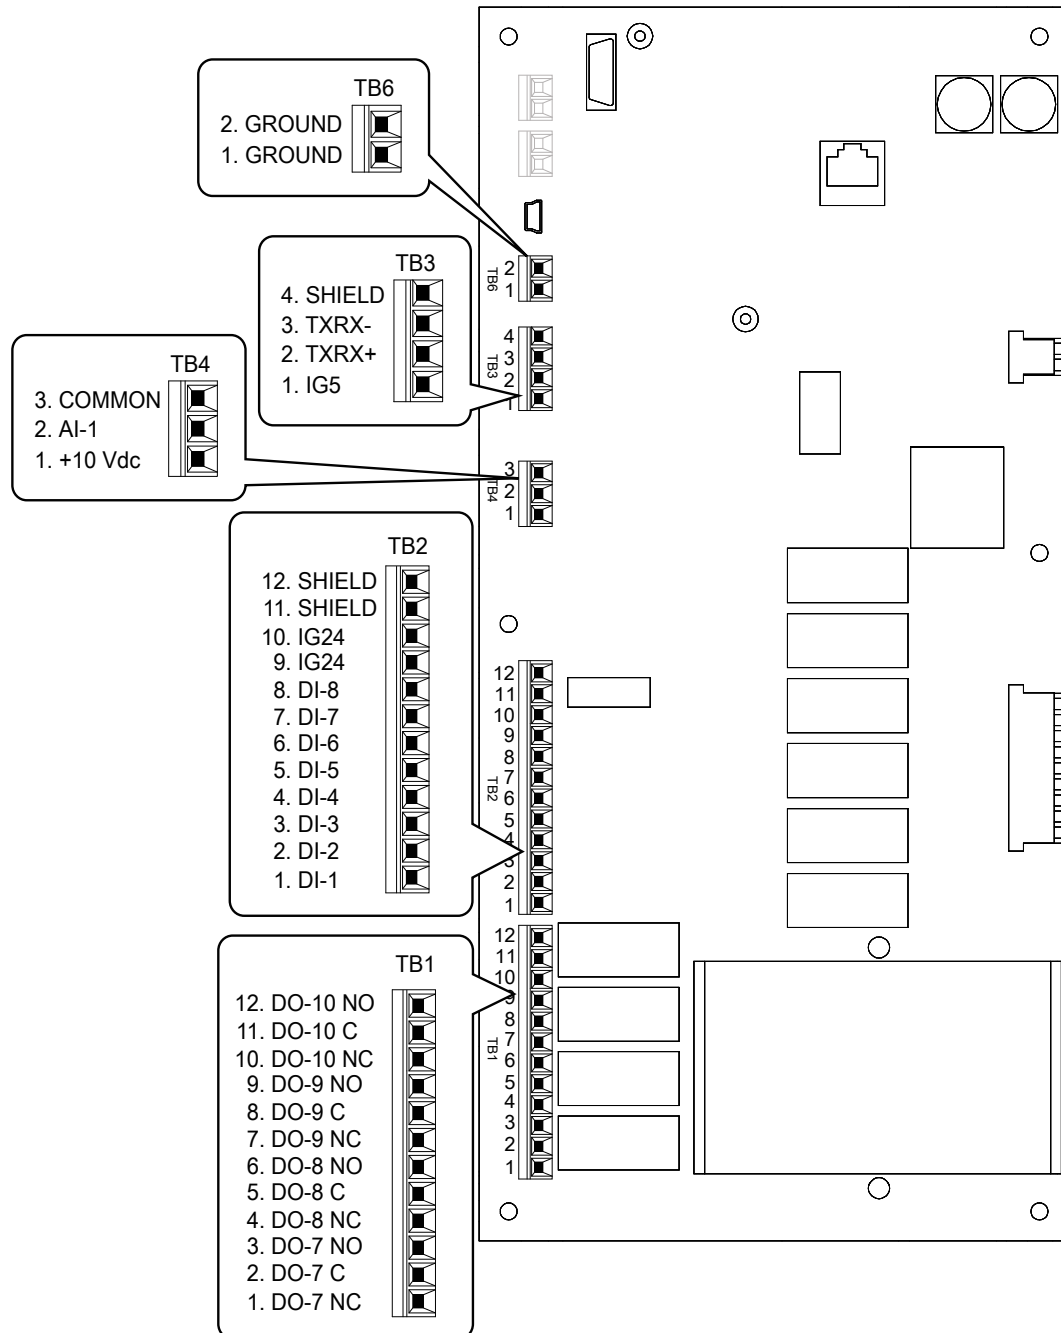 TB6
2. GROUND
1. GROUND
TB3
4. SHIELD
3. TXRX-
2. TXRX+
1. IG5
TB4
3. COMMON
2. AI-1
1. +10 Vdc
TB2
12. SHIELD
11. SHIELD
10. IG24
9. IG24
8. DI-8
7. DI-7
6. DI-6
5. DI-5
4. DI-4
3. DI-3
2. DI-2
1. DI-1
TB1
12. DO-10 NO
11. DO-10 C
10. DO-10 NC
9. DO-9 NO
8. DO-9 C
7. DO-9 NC
6. DO-8 NO
5. DO-8 C
4. DO-8 NC
3. DO-7 NO
2. DO-7 C
1. DO-7 NC
TB6
2
1
TB3
4
3
2
1
TB4
3
2
1
TB2
12
11
10
9
8
7
6
5
4
3
2
1
TB1
12
11
10
9
8
7
6
5
4
3
2
1